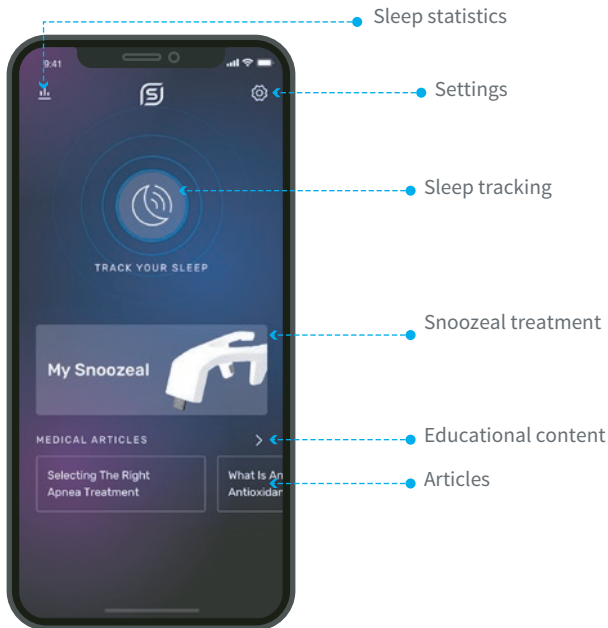 Sleep statistics
9:41
Settings
Sleep tracking
TRACK YOUR SLEEP
Snoozeal treatment
My Snoozeal
MEDICAL ARTICLES
Educational content
Selecting The Right
Apnea Treatment
What Is An
Antioxidan
Articles